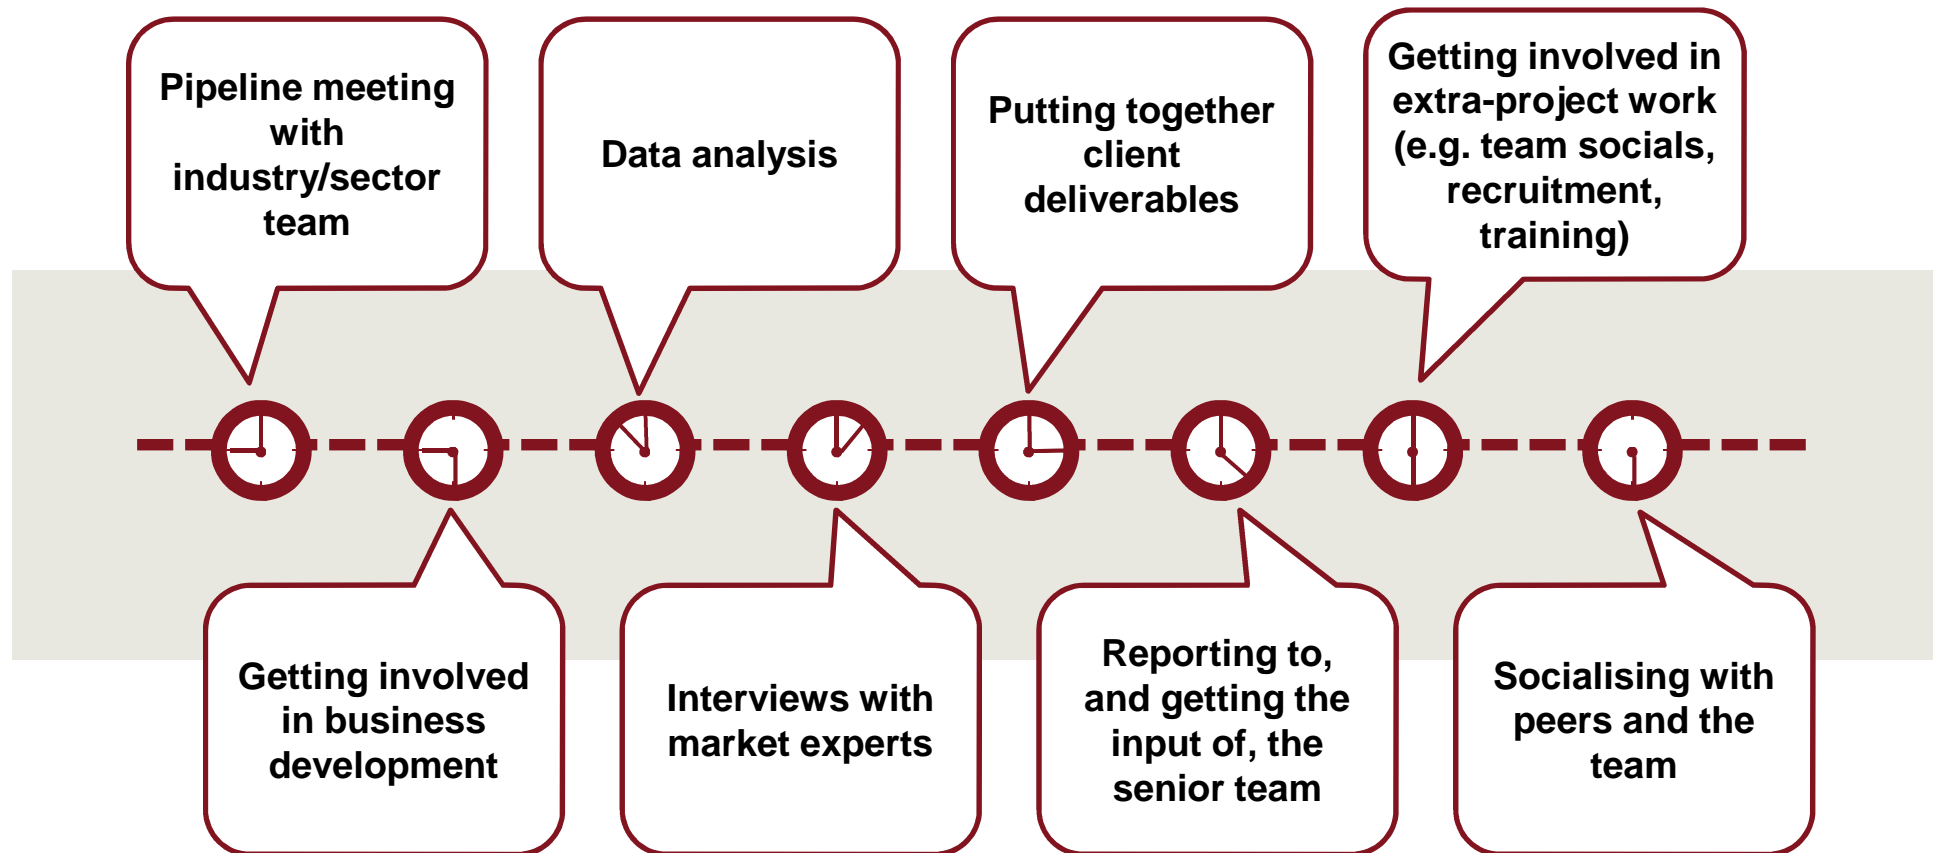 Pipeline meeting
with
industry/sector
team
Data analysis
Putting together
client
deliverables
Getting involved in
extra-project work
(e.g. team socials,
recruitment,
training)
Getting involved
in business
development
Interviews with
market experts
Reporting to,
and getting the
input of, the
senior team
Socialising with
peers and the
team